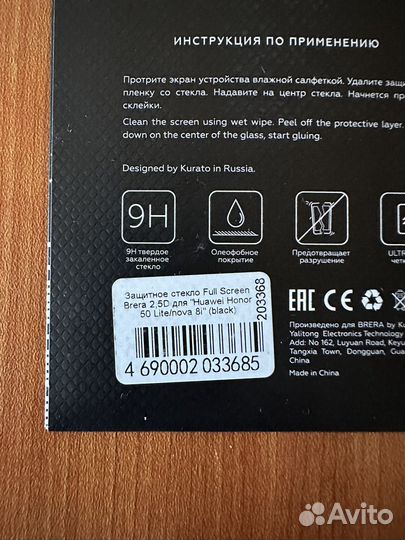 ИНСТРУКЦИЯ ПО ПРИМЕНЕНИЮ
Протрите экран устройства влажной салфеткой. Удалите
пленку со стекла. Надавите на центр стекла. Начнется
склейки.
Clean the screen using wet wipe. Peel off the protective layer.
down on the center of the glass, start gluing.
Designed by Kurato in Russia.
9H
9H твердое
закаленное
стекло
Олеофобное
покрытие
Предотвращает
разрушение
Защитное стекло Full Screen
Brera 2,5D для "Huawei Honor
50 Lite/nova 8i" (black)
203368
4 690002 033685
EAC CE
Произведено для BRERA by
Yalitong Electronics Technology
Add: No 162, Luyuan Road,
Tangxia Town, Dongguan,
China
Made in China
Avito